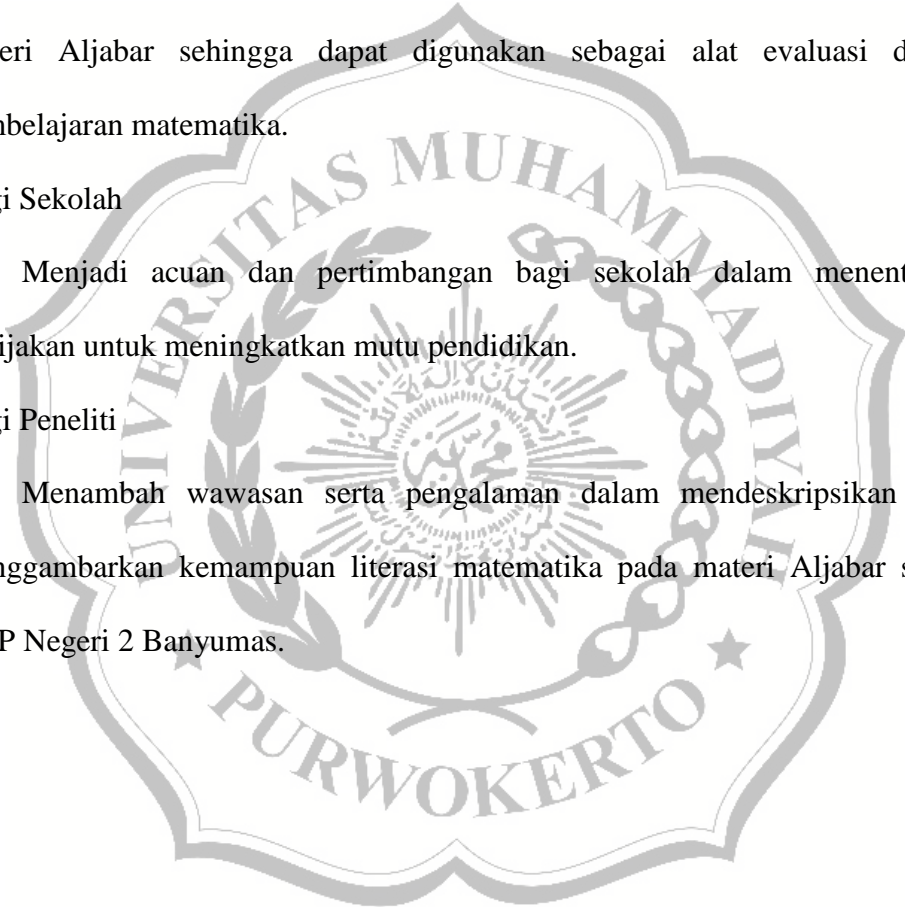 eri Aljabar sehingga dapat digunakan sebagai alat evaluasi d
belajaran matematika.
i Sekolah
Menjadi acuan dan pertimbangan bagi sekolah dalam menent
ijakan untuk meningkatkan mutu pendidikan.
i Peneliti
Menambah wawasan serta pengalaman dalam mendeskripsikan
nggambarkan kemampuan literasi matematika pada materi Aljabar s
P Negeri 2 Banyumas.
UNIVERSITAS MUHAMMADIYAH
PURWOKERTO